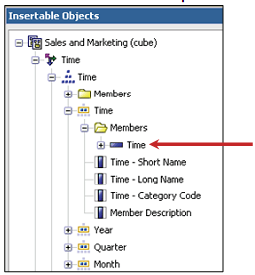 Insertable Objects
Sales and Marketing (cube)
Time
Time
Members
Time
Members
Time
Time - Short Name
Time - Long Name
Time - Category Code
Member Description
Year
Quarter
Month